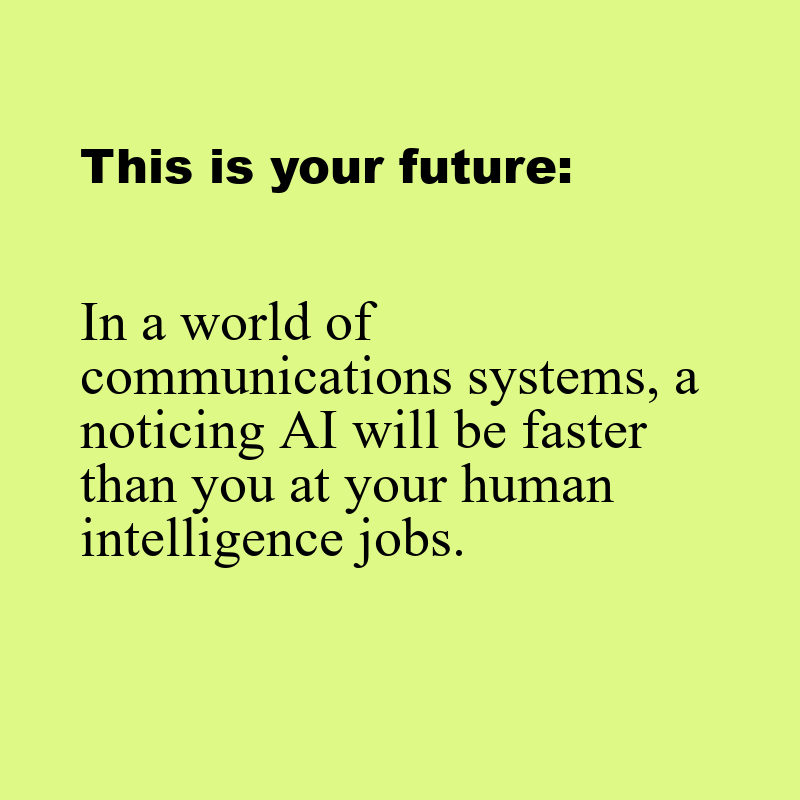 This is your future:
In a world of
communications systems, a
noticing AI will be faster
than you at your human
intelligence jobs.